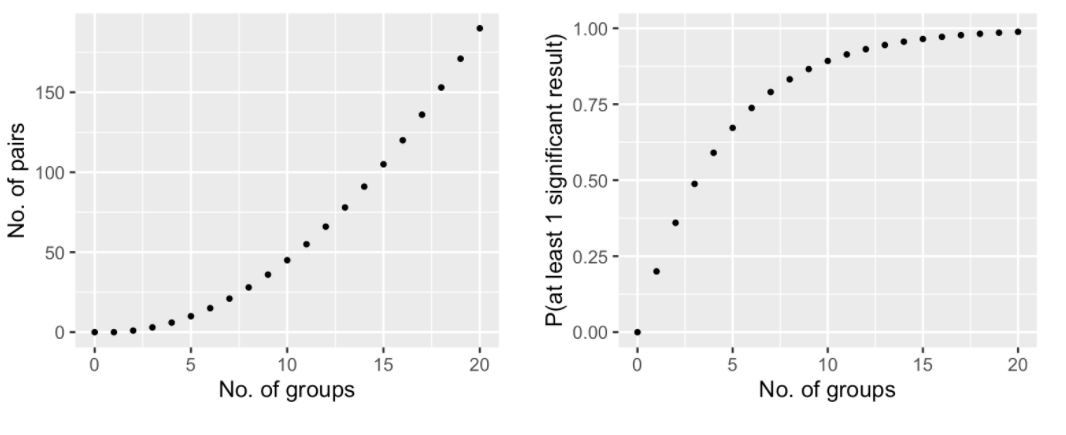 No. of pairs
150
100
50
0
0 5 10 15 20
No. of groups
P(at least 1 significant result)
1.00
0.75
0.50
0.25
0.00
0 5 10 15 20
No. of groups